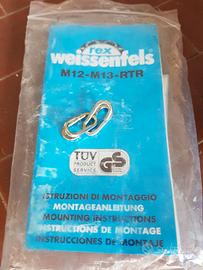 rex
weissenfels
M12-M13-RTR
TÜV
PRODUCT
SERVICE
GS
ISTRUZIONI DI MONTAGGIO
MONTAGEANLEITUNG
MOUNTING INSTRUCTIONS
INSTRUCTIONS DE MONTAGE
INSTRUCCIONES DE MONTAJE